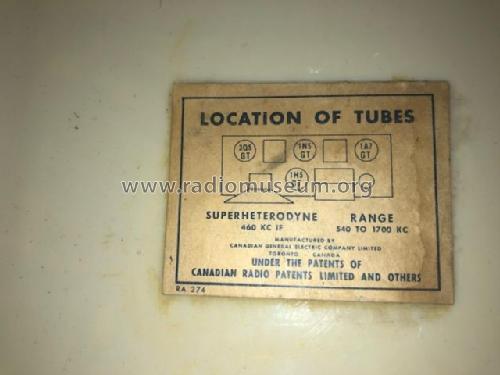 LOCATION OF TUBES
3Q5 GT
1N5 GT
1A7 GT
1H5 GT
www.radiomuseum.org
SUPERHETERODYNE RANGE
460 KC IF 540 TO 1700 KC
MANUFACTURED BY
CANADIAN GENERAL ELECTRIC COMPANY LIMITED
TORONTO CANADA
UNDER THE PATENTS OF
CANADIAN RADIO PATENTS LIMITED AND OTHERS
RA 274